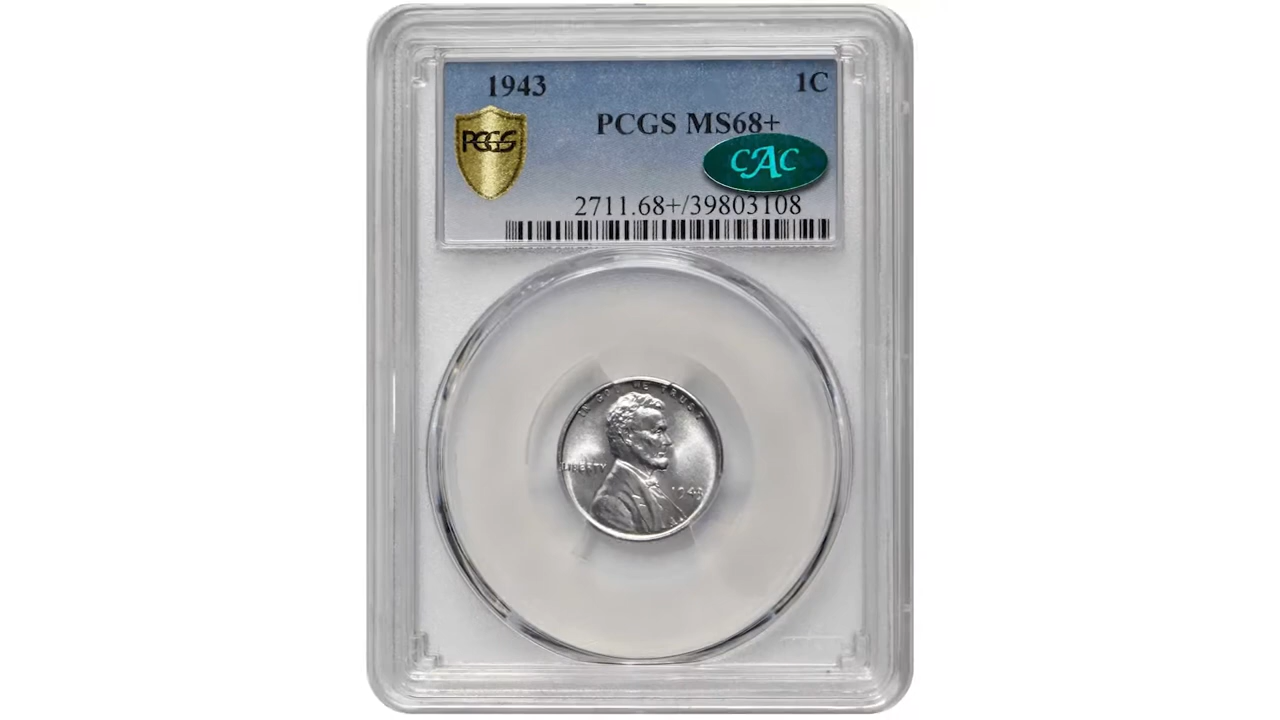 1943 1C
PCGS MS68+
PCGS
CAC
2711.68+/39803108
IN GOD WE TRUST
LIBERTY
1943